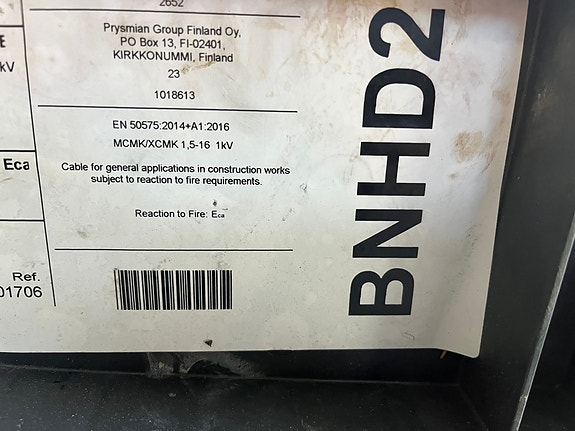 2652
Prysmian Group Finland Oy,
PO Box 13, FI-02401,
KIRKKONUMMI, Finland
23
1018613
EN 50575:2014+A1:2016
MCMK/XCMK 1,5-16 1kV
Cable for general applications in construction works
subject to reaction to fire requirements.
Reaction to Fire: Eca
kV
Eca
Ref.
01706
BNHD2